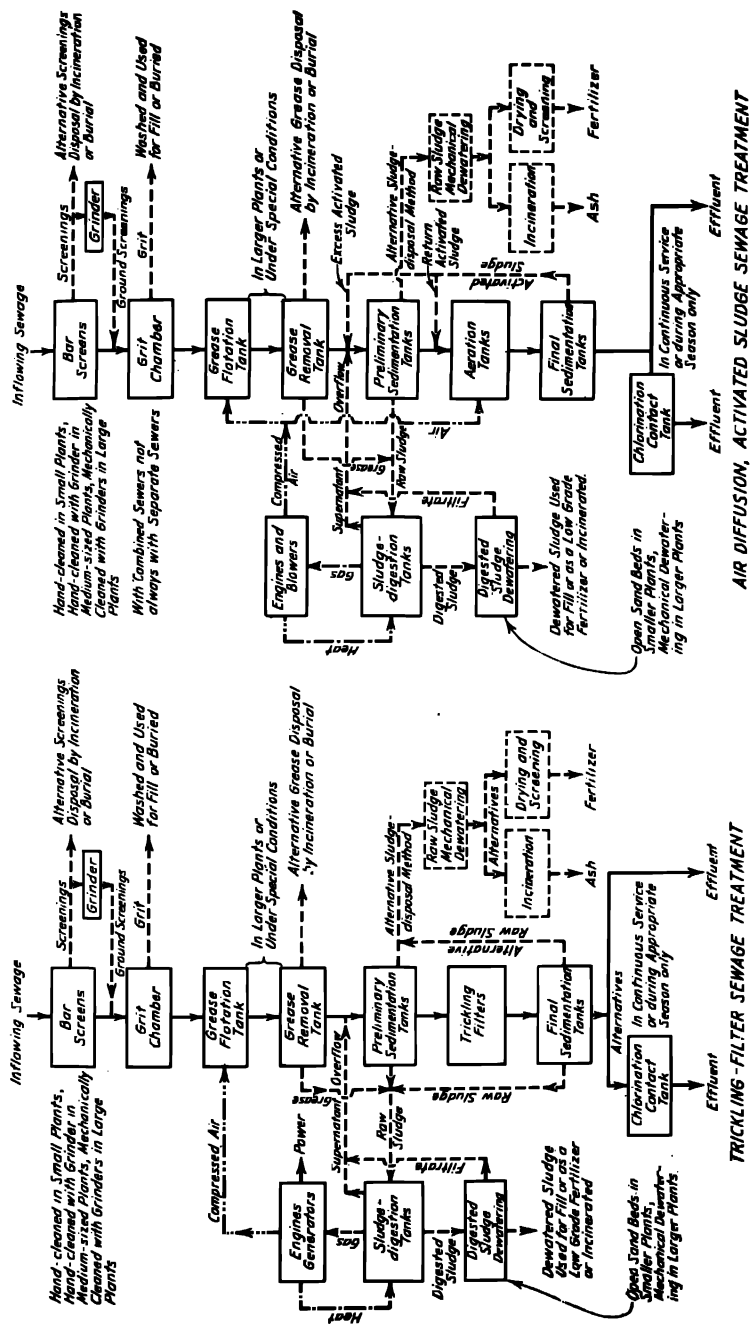 Inflowing Sewage
Hand-cleaned in Small Plants,
Hand-cleaned with Grinder in
Medium-sized Plants, Mechanically
Cleaned with Grinders in Large
Plants
Bar
Screens
Screenings
Alternative Screenings
Disposal by Incineration
or Burial
Grinder
Ground Screenings
Grit
Chamber
Grit
Washed and Used
for Fill or Buried
Compressed Air
Grease
Flotation
Tank
In Larger Plants or
Under Special Conditions
Grease
Removal
Tank
Alternative Grease Disposal
by Incineration or Burial
Engines
Generators
Power
Grease
Overflow
Supernatant
Gas
Heat
Preliminary
Sedimentation
Tanks
Alternative Sludge-
disposal Method
Raw Sludge
Mechanical
Dewatering
Alternatives
Incineration
Drying and
Screening
Ash
Fertilizer
Raw
Sludge
Sludge-
digestion
Tanks
Trickling
Filters
Alternative
Raw Sludge
Raw Sludge
Filtrate
Digested
Sludge
Digested
Sludge
Dewatering
Final
Sedimentation
Tanks
Dewatered Sludge
Used for Fill or as a
Low Grade Fertilizer
or Incinerated
Open Sand Beds in
Smaller Plants,
Mechanical Dewater-
ing in Larger Plants
Alternatives
Chlorination
Contact
Tank
In Continuous Service
or during Appropriate
Season only
Effluent
Effluent
TRICKLING-FILTER SEWAGE TREATMENT
Inflowing Sewage
Hand-cleaned in Small Plants,
Hand-cleaned with Grinder in
Medium-sized Plants, Mechanically
Cleaned with Grinders in Large
Plants
Bar
Screens
Screenings
Alternative Screenings
Disposal by Incineration
or Burial
Grinder
Ground Screenings
With Combined Sewers not
always with Separate Sewers
Grit
Chamber
Grit
Washed and Used
for Fill or Buried
Grease
Flotation
Tank
In Larger Plants or
Under Special Conditions
Grease
Removal
Tank
Alternative Grease Disposal
by Incineration or Burial
Engines and
Blowers
Compressed
Air
Excess Activated
Sludge
Overflow
Supernatant
Grease
Raw Sludge
Gas
Heat
Air
Preliminary
Sedimentation
Tanks
Alternative Sludge-
disposal Method
Return
Activated
Sludge
Raw Sludge
Mechanical
Dewatering
Incineration
Drying
and
Screening
Ash
Fertilizer
Sludge-
digestion
Tanks
Aeration
Tanks
Activated
Sludge
Filtrate
Digested
Sludge
Digested
Sludge
Dewatering
Final
Sedimentation
Tanks
Dewatered Sludge Used
for Fill or as a Low Grade
Fertilizer or Incinerated.
Open Sand Beds in
Smaller Plants,
Mechanical Dewater-
ing in Larger Plants
Chlorination
Contact
Tank
In Continuous Service
or during Appropriate
Season only
Effluent
Effluent
AIR DIFFUSION, ACTIVATED SLUDGE SEWAGE TREATMENT